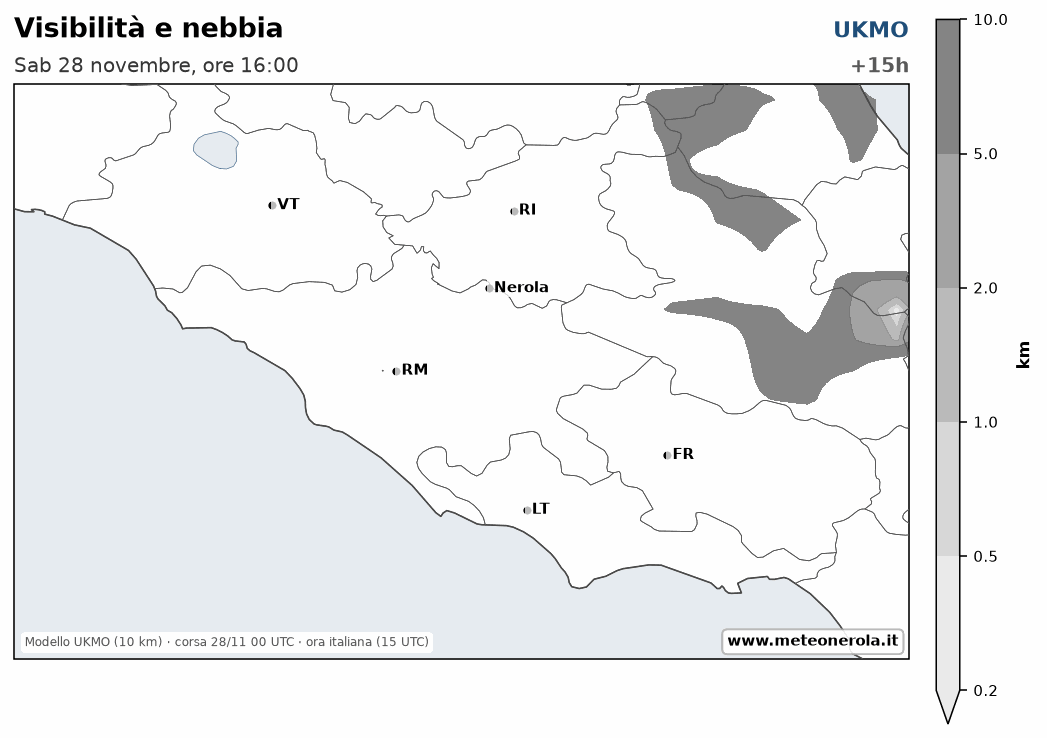 Visibilità e nebbia
UKMO
Sab 28 novembre, ore 16:00
+15h
10.0
5.0
2.0
1.0
0.5
0.2
km
VT
RI
Nerola
RM
FR
LT
Modello UKMO (10 km) · corsa 28/11 00 UTC · ora italiana (15 UTC)
www.meteonerola.it